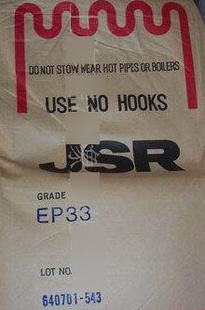 DO NOT STOW NEAR HOT PIPES OR BOILERS
USE NO HOOKS
JSR
GRADE
EP33
LOT NO.
640701-543